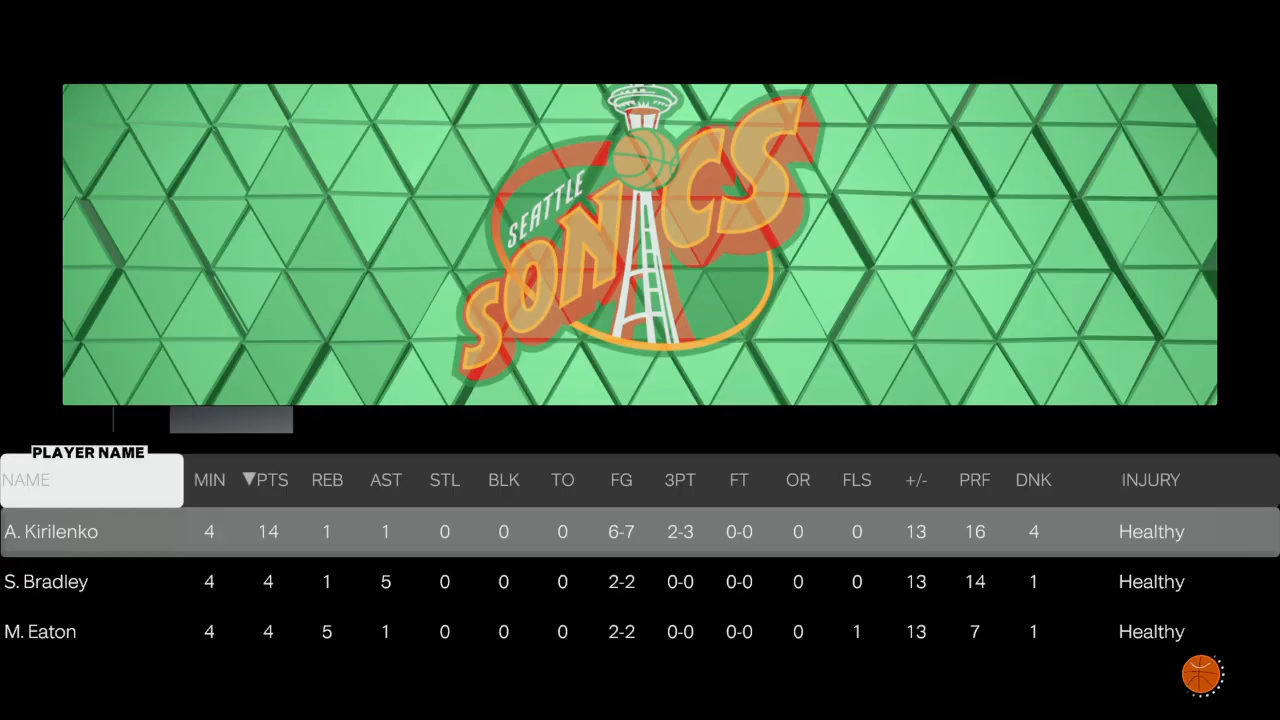 SEATTLE
SONICS
PLAYER NAME
NAME MIN ▼PTS REB AST STL BLK TO FG 3PT FT OR FLS +/- PRF DNK INJURY
A. Kirilenko 4 14 1 1 0 0 0 6-7 2-3 0-0 0 0 13 16 4 Healthy
S. Bradley 4 4 1 5 0 0 0 2-2 0-0 0-0 0 0 13 14 1 Healthy
M. Eaton 4 4 5 1 0 0 0 2-2 0-0 0-0 0 1 13 7 1 Healthy